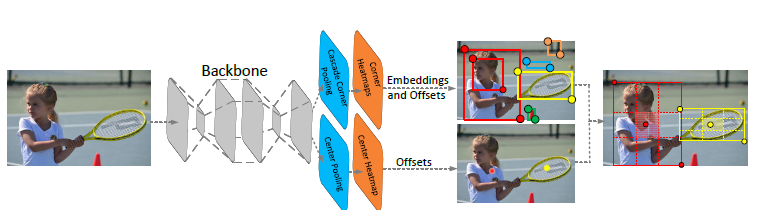 Backbone
Cascade Corner
Pooling
Corner
Heatmaps
Embeddings
and Offsets
Center Pooling
Center Heatmap
Offsets